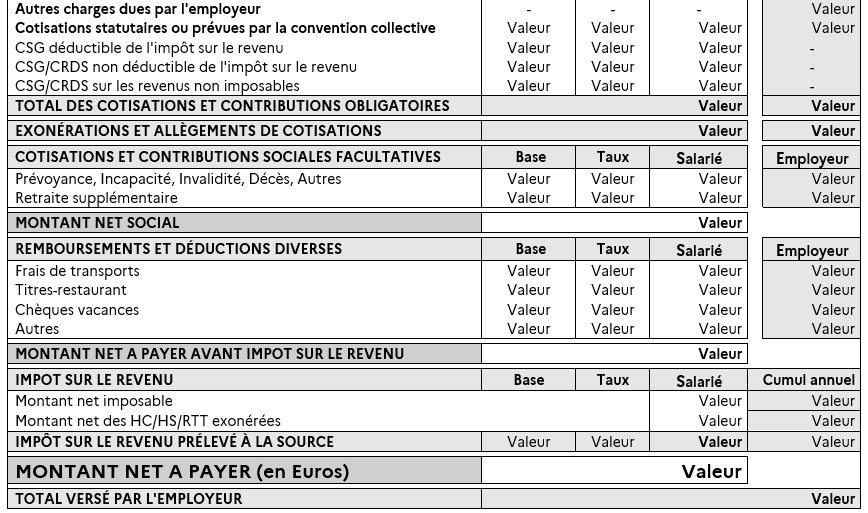 Autres charges dues par l'employeur - - - Valeur
Cotisations statutaires ou prévues par la convention collective Valeur Valeur Valeur Valeur
CSG déductible de l'impôt sur le revenu Valeur Valeur Valeur -
CSG/CRDS non déductible de l'impôt sur le revenu Valeur Valeur Valeur -
CSG/CRDS sur les revenus non imposables Valeur Valeur Valeur -
TOTAL DES COTISATIONS ET CONTRIBUTIONS OBLIGATOIRES Valeur Valeur
EXONÉRATIONS ET ALLÈGEMENTS DE COTISATIONS Valeur Valeur
COTISATIONS ET CONTRIBUTIONS SOCIALES FACULTATIVES Base Taux Salarié Employeur
Prévoyance, Incapacité, Invalidité, Décès, Autres Valeur Valeur Valeur Valeur
Retraite supplémentaire Valeur Valeur Valeur Valeur
MONTANT NET SOCIAL Valeur
REMBOURSEMENTS ET DÉDUCTIONS DIVERSES Base Taux Salarié Employeur
Frais de transports Valeur Valeur Valeur Valeur
Titres-restaurant Valeur Valeur Valeur Valeur
Chèques vacances Valeur Valeur Valeur Valeur
Autres Valeur Valeur Valeur Valeur
MONTANT NET A PAYER AVANT IMPOT SUR LE REVENU Valeur
IMPOT SUR LE REVENU Base Taux Salarié Cumul annuel
Montant net imposable Valeur Valeur
Montant net des HC/HS/RTT exonérées Valeur Valeur
IMPÔT SUR LE REVENU PRÉLEVÉ À LA SOURCE Valeur Valeur Valeur Valeur
MONTANT NET A PAYER (en Euros) Valeur
TOTAL VERSÉ PAR L'EMPLOYEUR Valeur